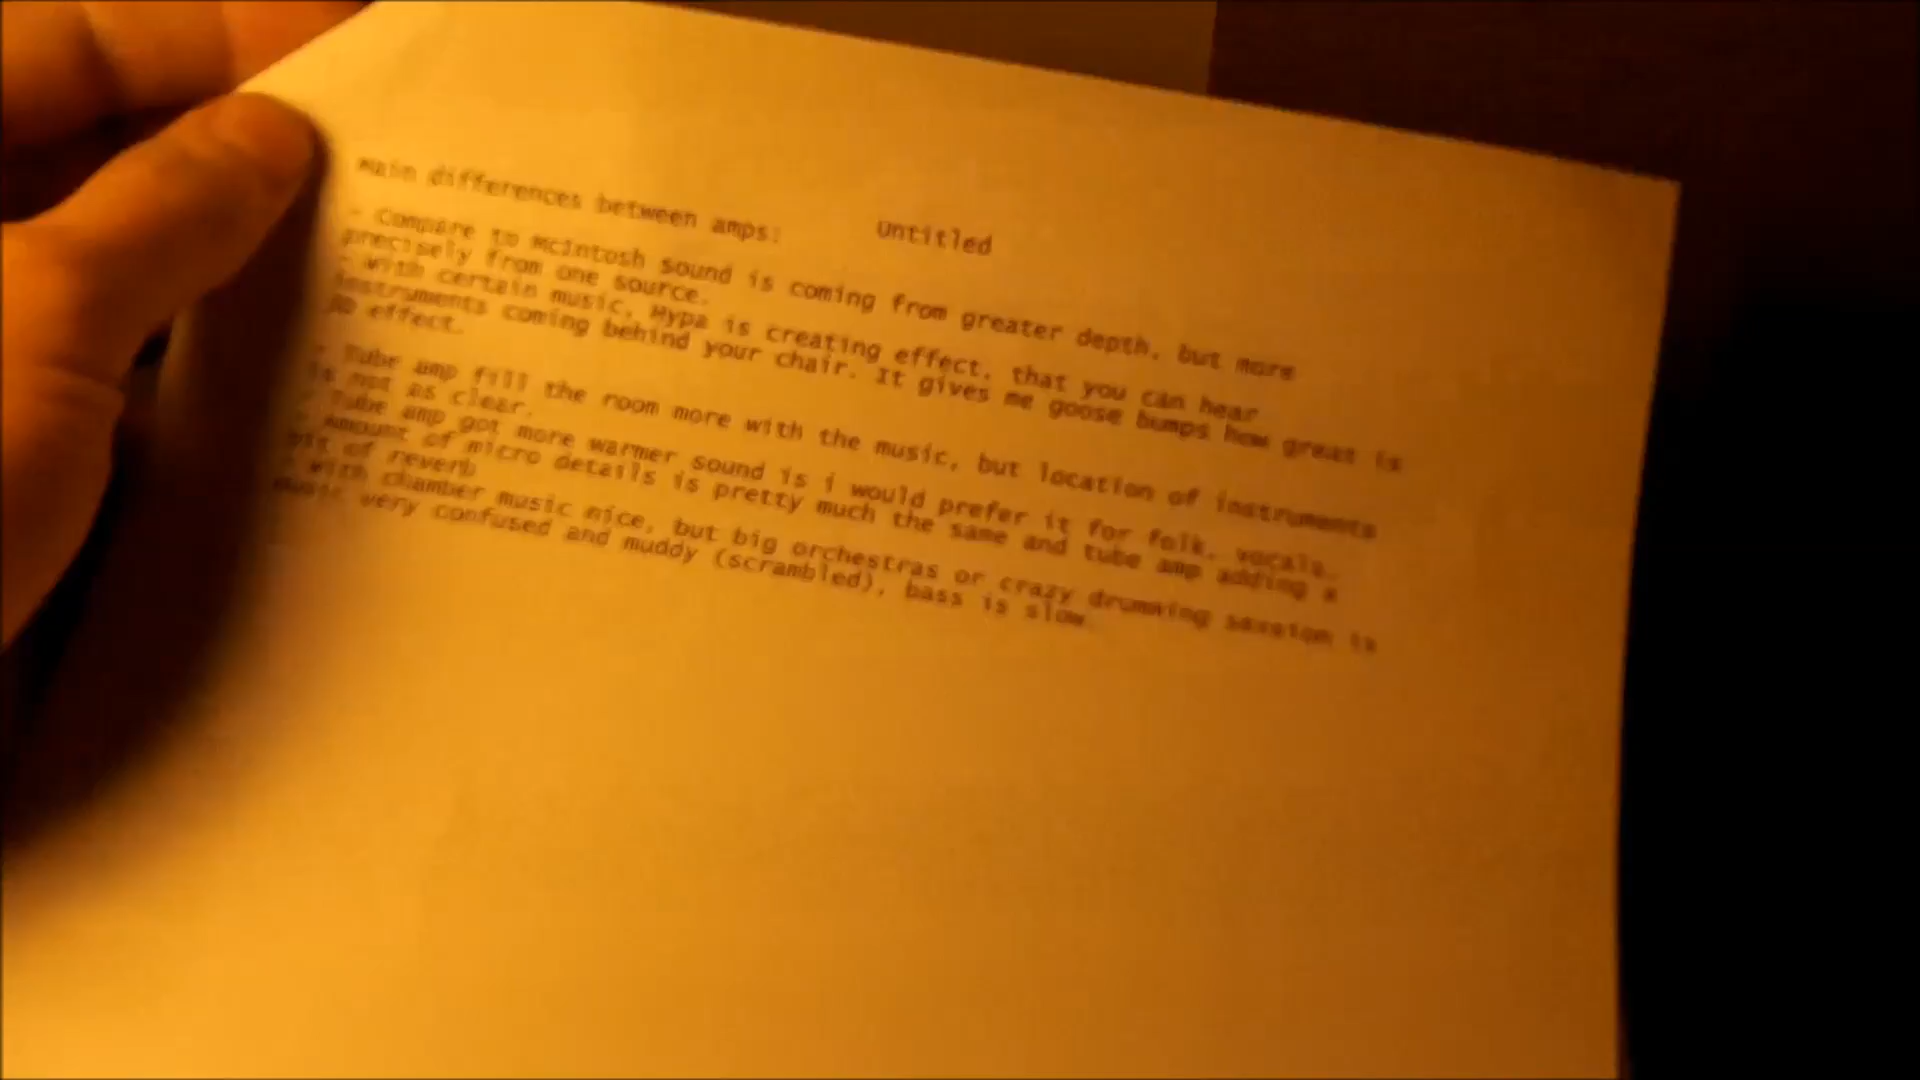 Untitled
Main differences between amps:
- Compare to McIntosh sound is coming from greater depth, but more
precisely from one source.
- With certain music, Hypa is creating effect, that you can hear
instruments coming behind your chair. It gives me goose bumps how great is
effect.
- Tube amp fill the room more with the music, but location of instruments
is not as clear.
- Tube amp got more warmer sound is i would prefer it for folk, vocals.
- Amount of micro details is pretty much the same and tube amp adding a
bit of reverb
- With chamber music nice, but big orchestras or crazy drumming session is
music very confused and muddy (scrambled), bass is slow.